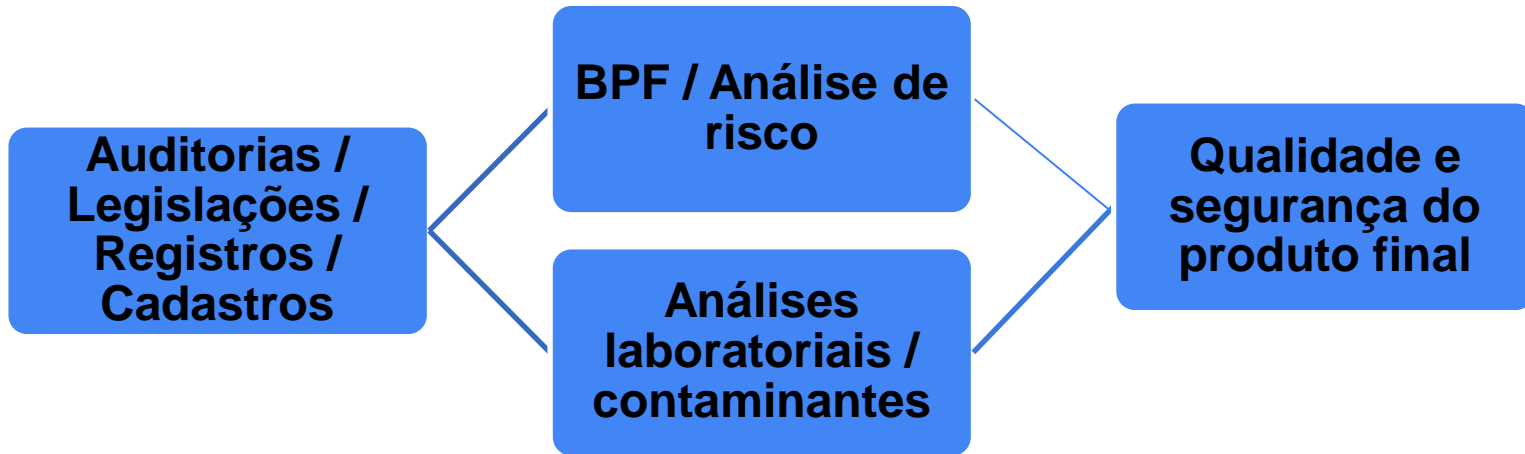 Auditorias /
Legislações /
Registros /
Cadastros
BPF / Análise de
risco
Análises
laboratoriais /
contaminantes
Qualidade e
segurança do
produto final